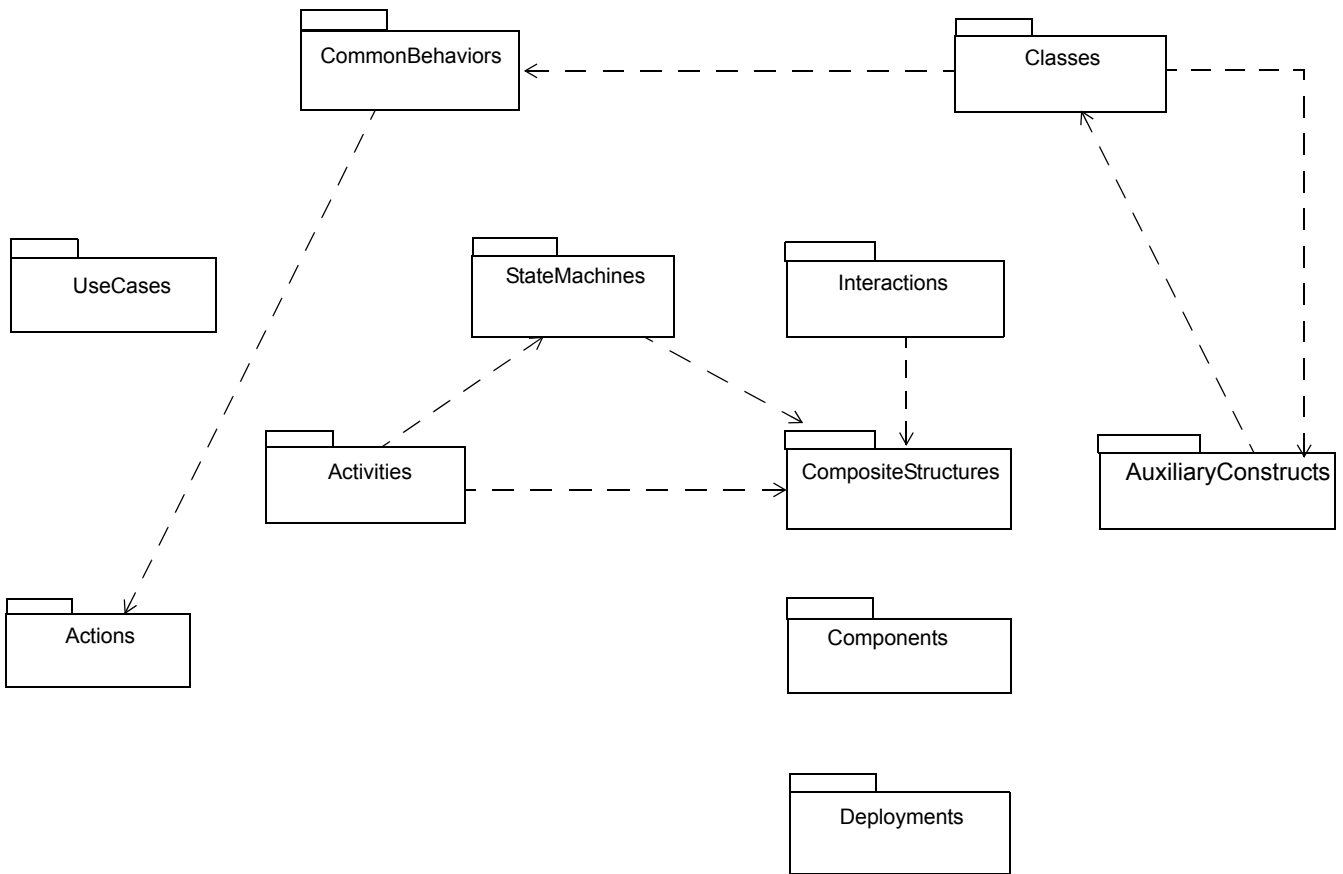 CommonBehaviors
Classes
UseCases
StateMachines
Interactions
Activities
CompositeStructures
AuxiliaryConstructs
Actions
Components
Deployments